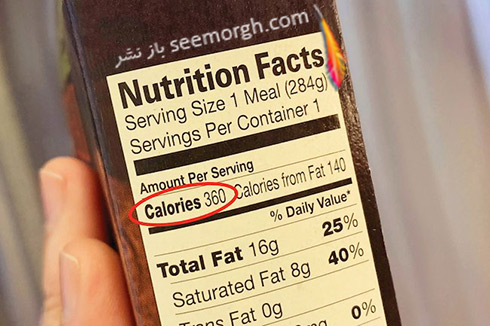 باز نشر seemorgh.com
Nutrition Facts
Serving Size 1 Meal (284g)
Servings Per Container 1
Amount Per Serving
Calories 360 Calories from Fat 140
% Daily Value*
Total Fat 16g 25%
Saturated Fat 8g 40%
Trans Fat 0g
0%